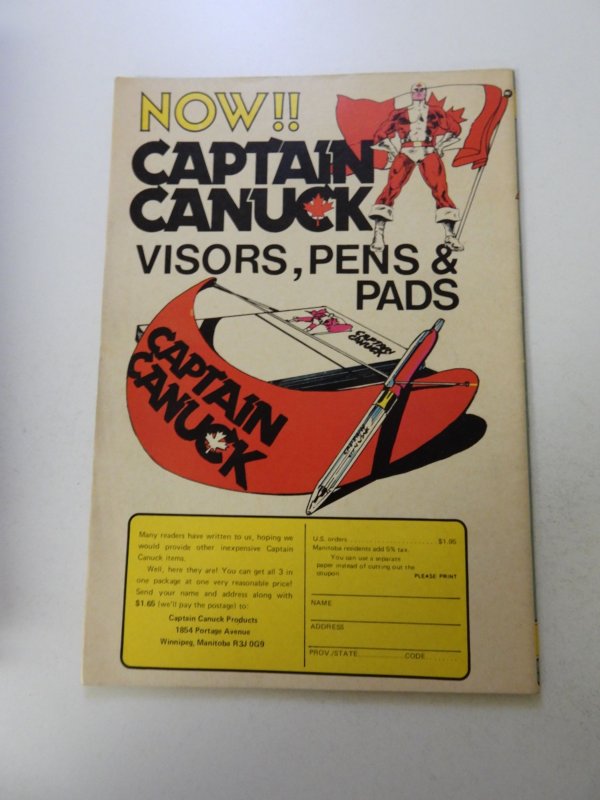 NOW!!
CAPTAIN
CANUCK
VISORS, PENS &
PADS
CAPTAIN
CANUCK
CAPTAIN
CANUCK
CAPTAIN
CANUCK
Many readers have written to us, hoping we
would provide other inexpensive Captain
Canuck items.
Well, here they are! You can get all 3 in
one package at one very reasonable price!
Send your name and address along with
$1.65 (we'll pay the postage) to:
Captain Canuck Products
1854 Portage Avenue
Winnipeg, Manitoba R3J 0G9
U.S. orders ........................ $1.95
Manitoba residents add 5% tax.
You can use a separate
paper instead of cutting out the
coupon
PLEASE PRINT
NAME
ADDRESS
PROV./STATE.............CODE........